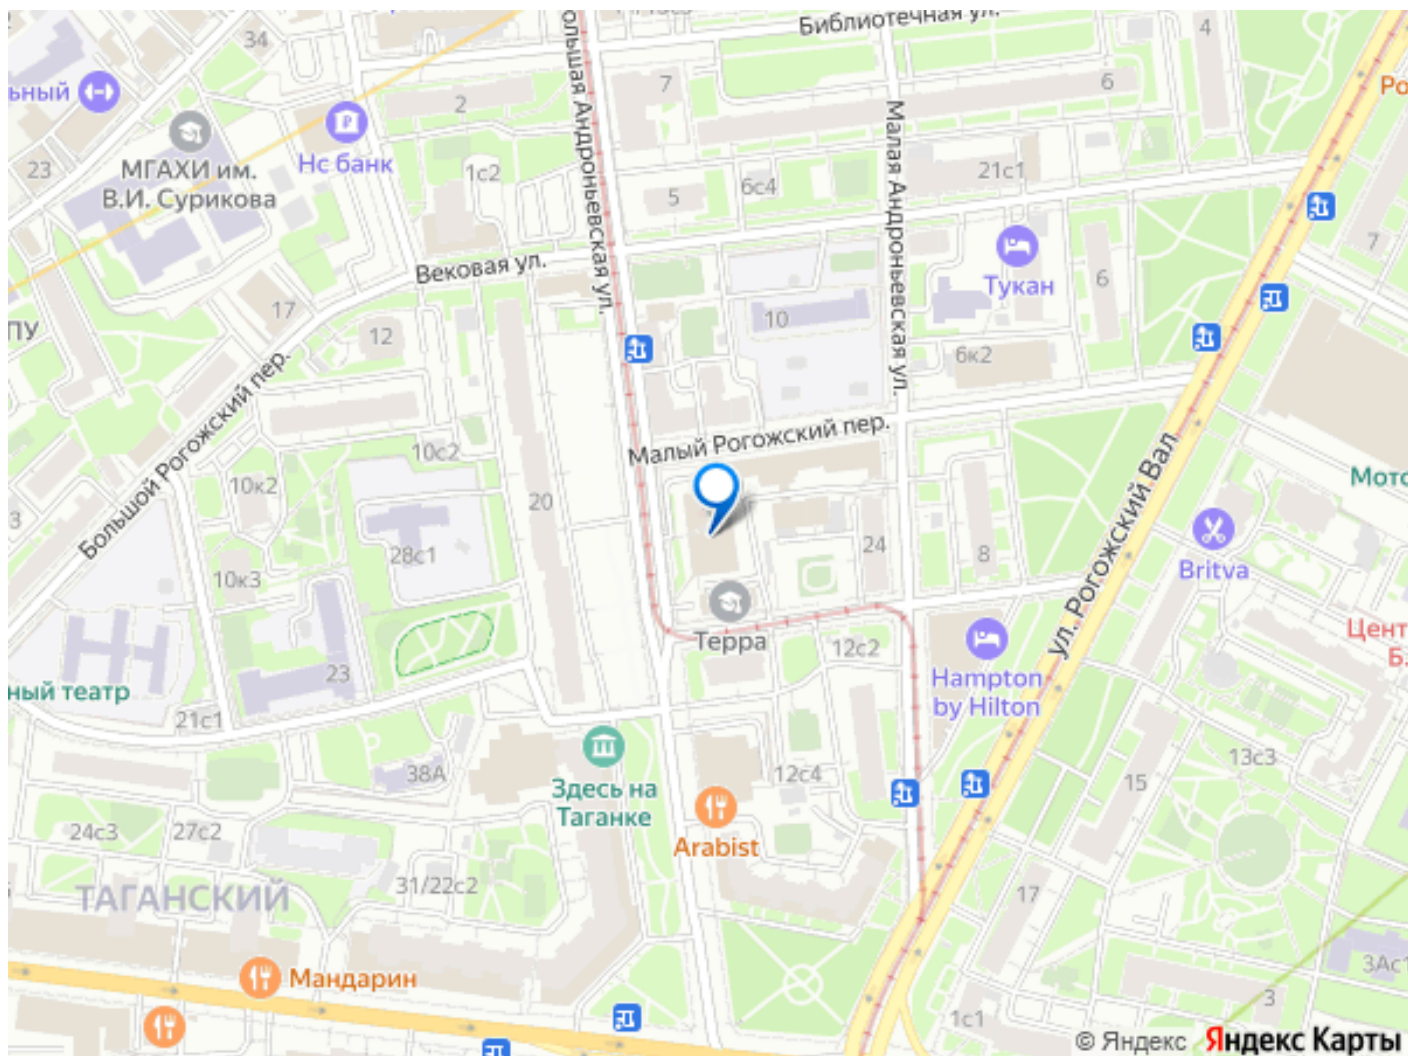 Библиотечная ул.
34
4
7
6
ьный
2
Нс банк
МГАХИ им.
В.И. Сурикова
23
1с2
5
6с4
21с1
Большая Андроньевская ул.
Малая Андроньевская ул.
7
Вековая ул.
Тукан
6
17
12
10
ПУ
6к2
Большой Рогожский пер.
Малый Рогожский пер.
10с2
10к2
20
3
28с1
24
8
10к3
Мото
Britva
ул. Рогожский Вал
Терра
12с2
Цент
Б
Hampton
by Hilton
ный театр
23
21с1
38А
Здесь на
Таганке
12с4
13с3
15
Arabist
24с3
27с2
31/22с2
ТАГАНСКИЙ
17
Мандарин
3Ас1
3
1с1
© Яндекс Яндекс Карты